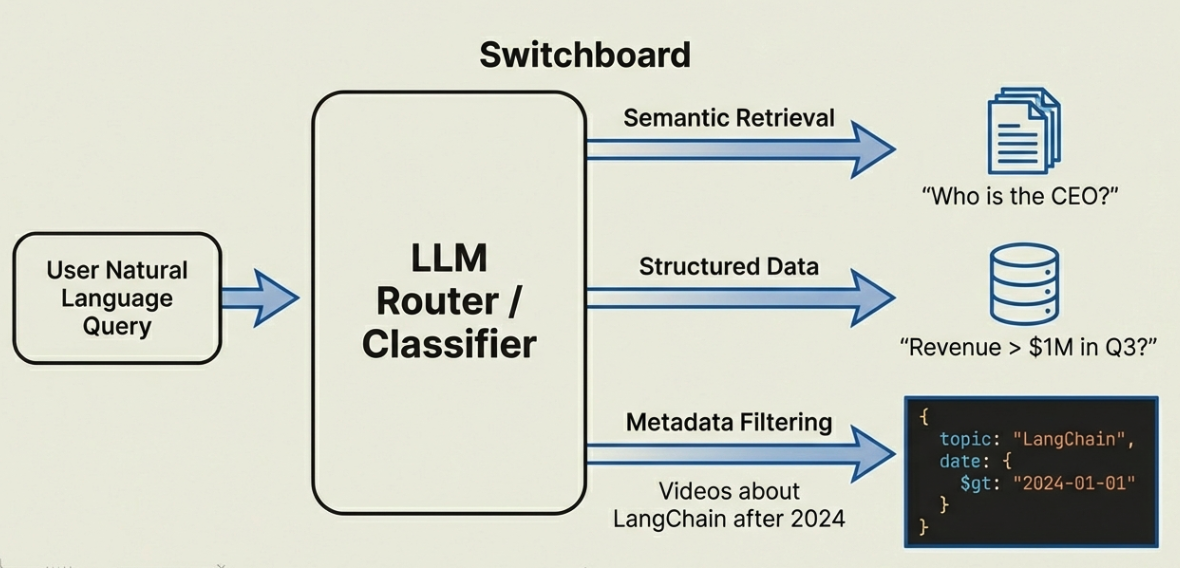 Switchboard
User Natural
Language
Query
LLM
Router /
Classifier
Semantic Retrieval
“Who is the CEO?”
Structured Data
“Revenue > $1M in Q3?”
Metadata Filtering
Videos about
LangChain after 2024
{
  topic: "LangChain",
  date: {
    $gt: "2024-01-01"
  }
}